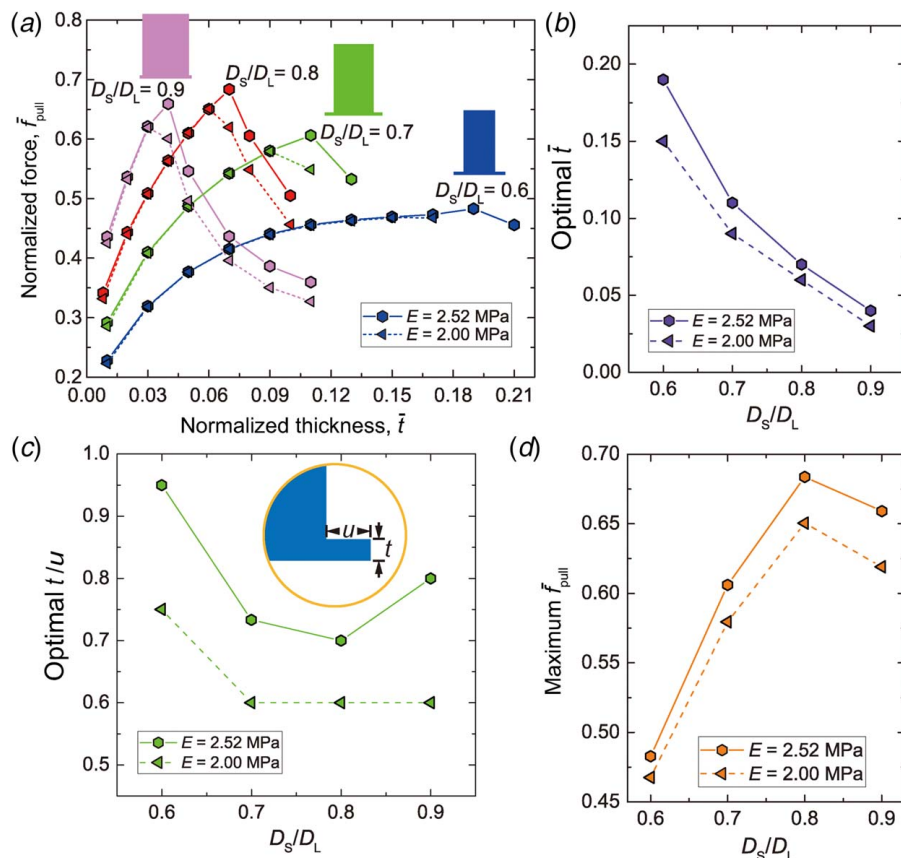 (a)
0.8
0.7
0.6
0.5
0.4
0.3
0.2
Normalized force, f̄pull
DS/DL = 0.9
DS/DL = 0.8
DS/DL = 0.7
DS/DL = 0.6
E = 2.52 MPa
E = 2.00 MPa
0.00 0.03 0.06 0.09 0.12 0.15 0.18 0.21
Normalized thickness, t̄
(b)
0.20
0.15
0.10
0.05
0.00
Optimal t̄
E = 2.52 MPa
E = 2.00 MPa
0.6 0.7 0.8 0.9
DS/DL
(c)
1.0
0.9
0.8
0.7
0.6
0.5
Optimal t/u
u
t
E = 2.52 MPa
E = 2.00 MPa
0.6 0.7 0.8 0.9
DS/DL
(d)
0.70
0.65
0.60
0.55
0.50
0.45
Maximum f̄pull
E = 2.52 MPa
E = 2.00 MPa
0.6 0.7 0.8 0.9
DS/DL